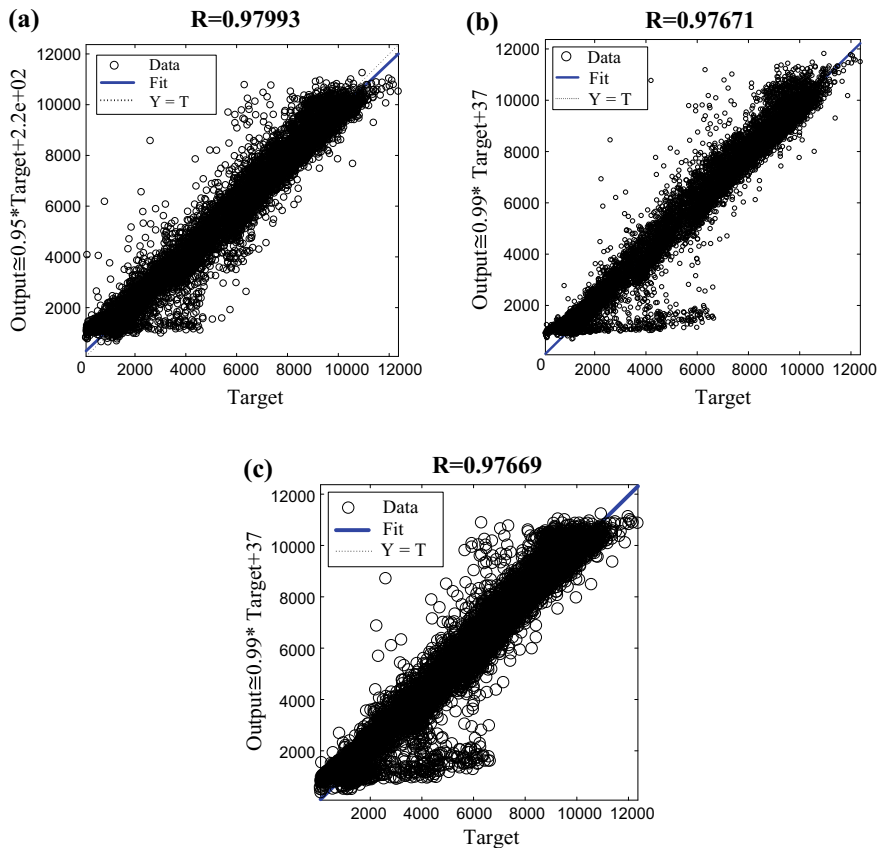 (a)
R=0.97993
12000
10000
8000
6000
4000
2000
0 2000 4000 6000 8000 10000 12000
Data
Fit
Y = T
Output≅0.95*Target+2.2e+02
Target
(b)
R=0.97671
12000
10000
8000
6000
4000
2000
0 2000 4000 6000 8000 10000 12000
Data
Fit
Y = T
Output≅0.99* Target+37
Target
(c)
R=0.97669
12000
10000
8000
6000
4000
2000
2000 4000 6000 8000 10000 12000
Data
Fit
Y = T
Output≅0.99* Target+37
Target